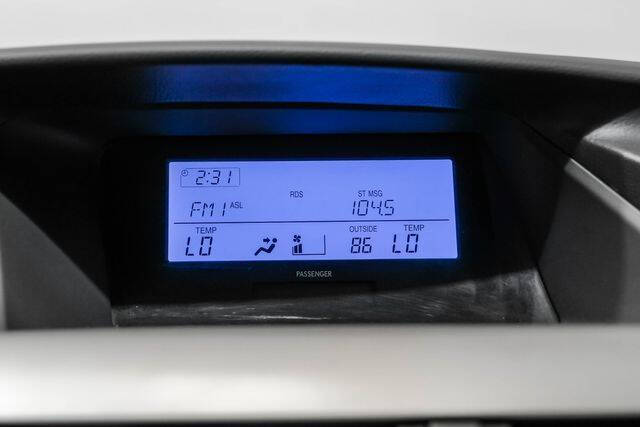 2:31
RDS ST MSG
FM1 ASL 104.5
TEMP OUTSIDE TEMP
LO 86 LO
PASSENGER